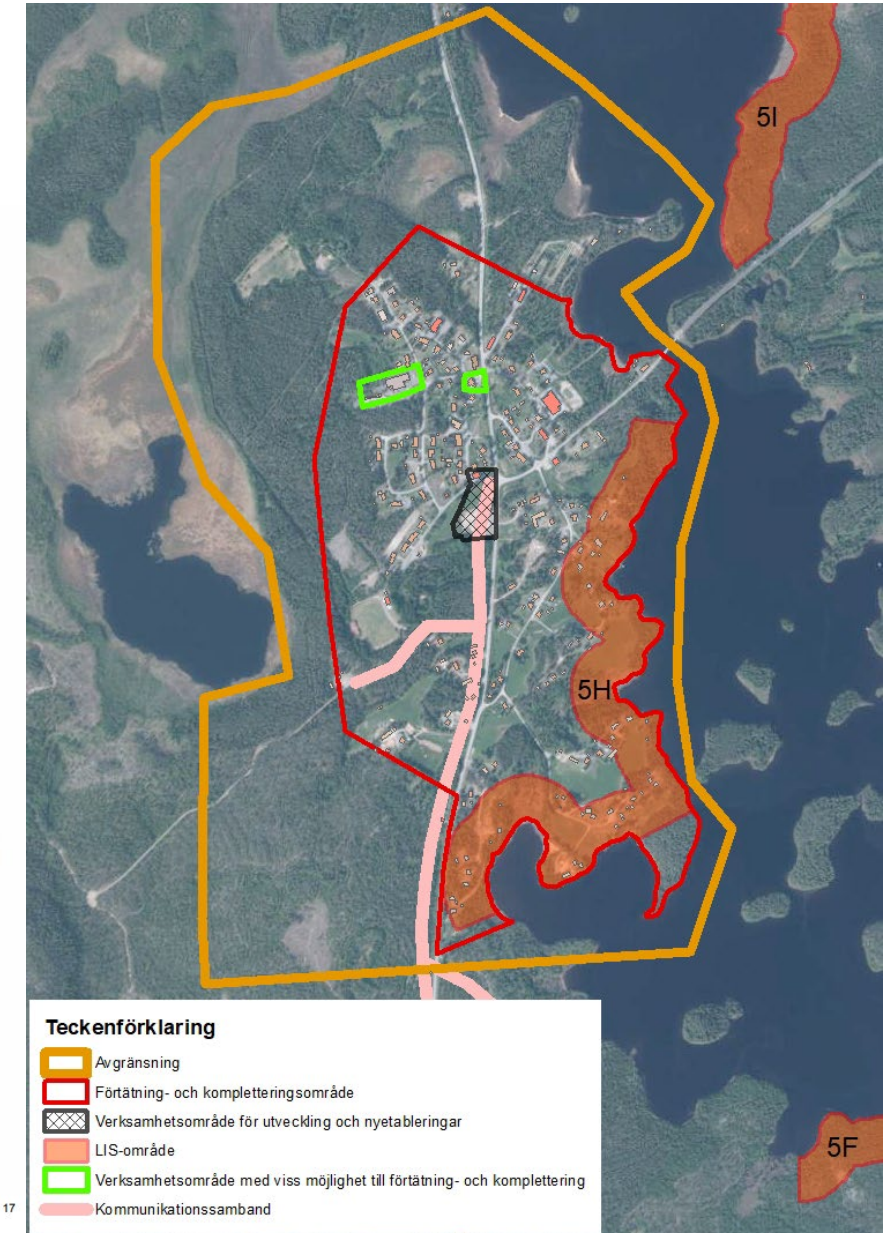 5I
5H
5F
Teckenförklaring
Avgränsning
Förtätning- och kompletteringsområde
Verksamhetsområde för utveckling och nyetableringar
LIS-område
Verksamhetsområde med viss möjlighet till förtätning- och komplettering
Kommunikationssamband
17